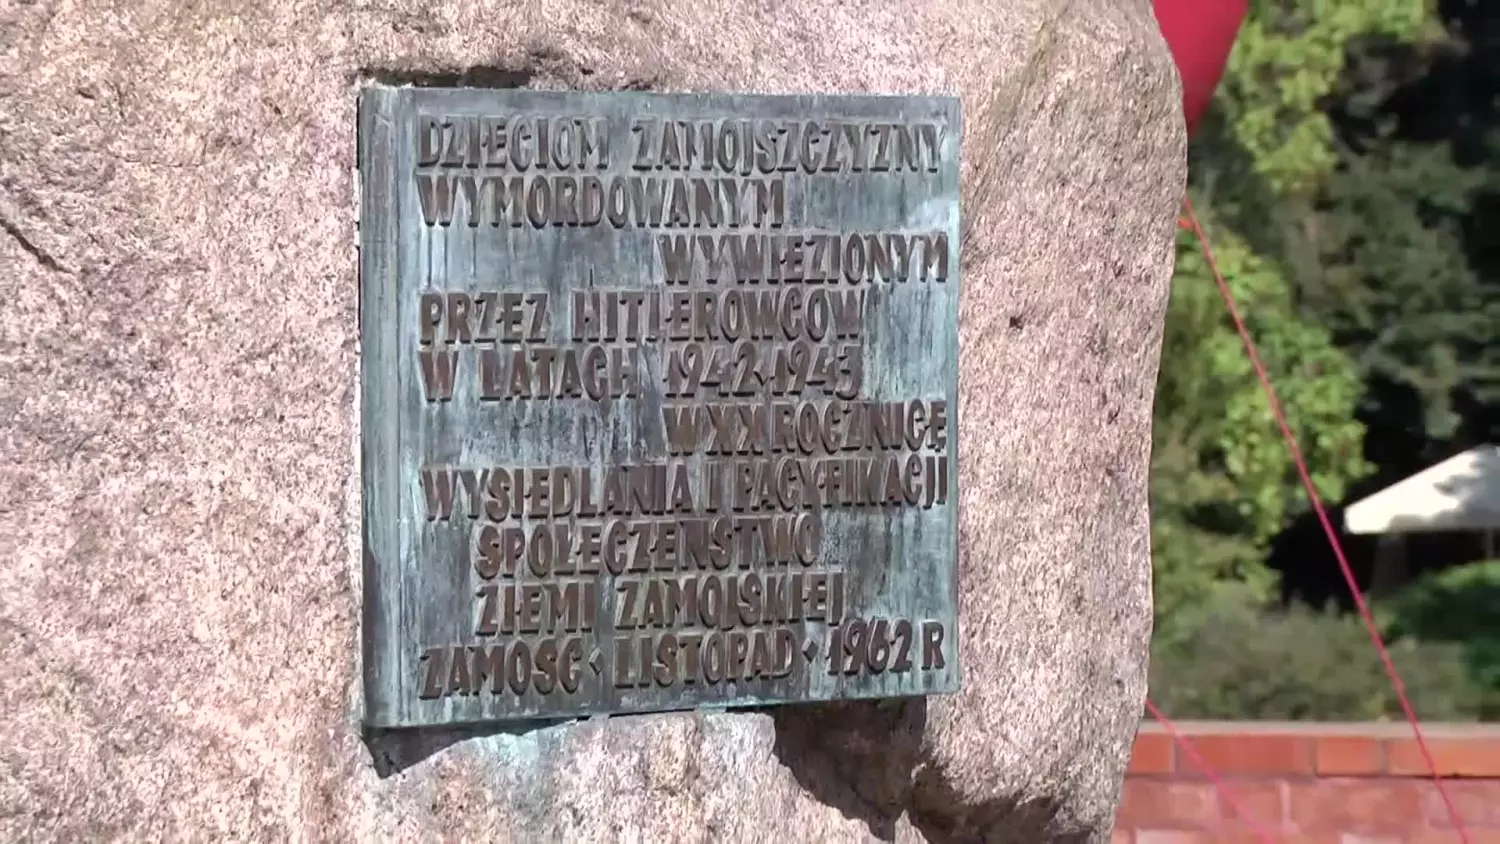 DZIECIOM ZAMOJSZCZYZNY
WYMORDOWANYM
WYWIEZIONYM
PRZEZ HITLEROWCÓW
W LATACH 1942-1943
W XX ROCZNICĘ
WYSIEDLANIA I PACYFIKACJI
SPOŁECZEŃSTWO
ZIEMI ZAMOJSKIEJ
ZAMOŚĆ · LISTOPAD · 1962 R